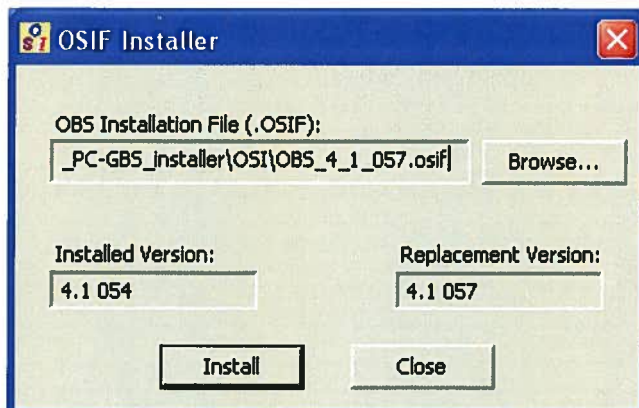 OSIF Installer
OBS Installation File (.OSIF):
_PC-GBS_installer\OSI\OBS_4_1_057.osif
Browse...
Installed Version:
Replacement Version:
4.1 054
4.1 057
Install
Close